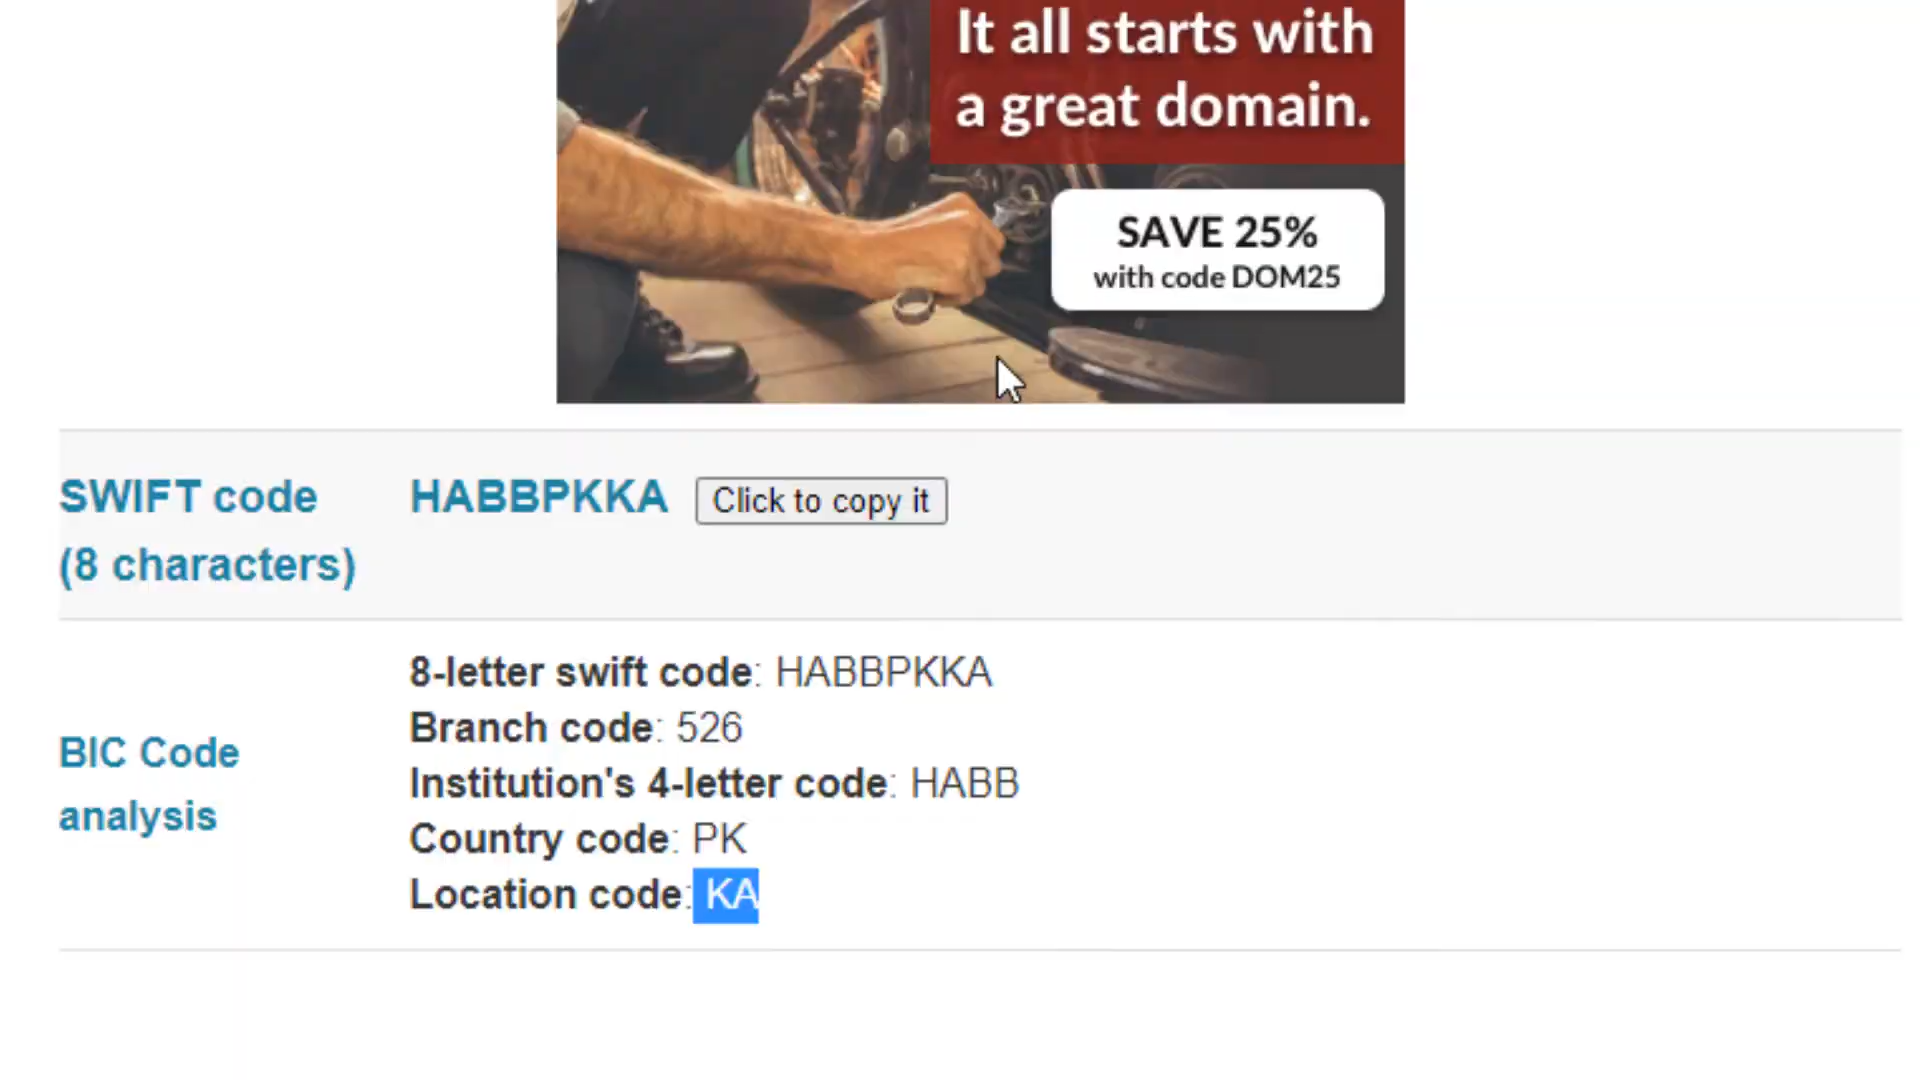 It all starts with
a great domain.
SAVE 25%
with code DOM25
SWIFT code HABBPKKA Click to copy it
(8 characters)
8-letter swift code: HABBPKKA
Branch code: 526
BIC Code
Institution's 4-letter code: HABB
analysis
Country code: PK
Location code: KA